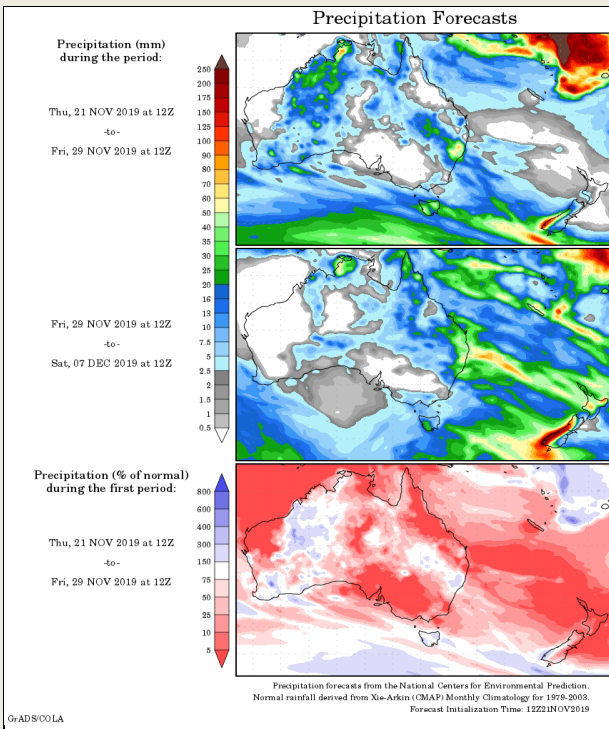 Precipitation Forecasts
Precipitation (mm)
during the period:
Thu, 21 NOV 2019 at 12Z
-to-
Fri, 29 NOV 2019 at 12Z
250
200
175
150
125
100
90
80
70
60
50
40
35
30
25
20
16
13
10
7.5
5
2.5
2
1.5
1
0.5
Fri, 29 NOV 2019 at 12Z
-to-
Sat, 07 DEC 2019 at 12Z
Precipitation (% of normal)
during the first period:
Thu, 21 NOV 2019 at 12Z
-to-
Fri, 29 NOV 2019 at 12Z
800
600
400
300
150
75
50
25
10
5
Precipitation forecasts from the National Centers for Environmental Prediction.
Normal rainfall derived from Xie-Arkin (CMAP) Monthly Climatology for 1979-2003.
Forecast Initialization Time: 12Z21NOV2019
GrADS/COLA